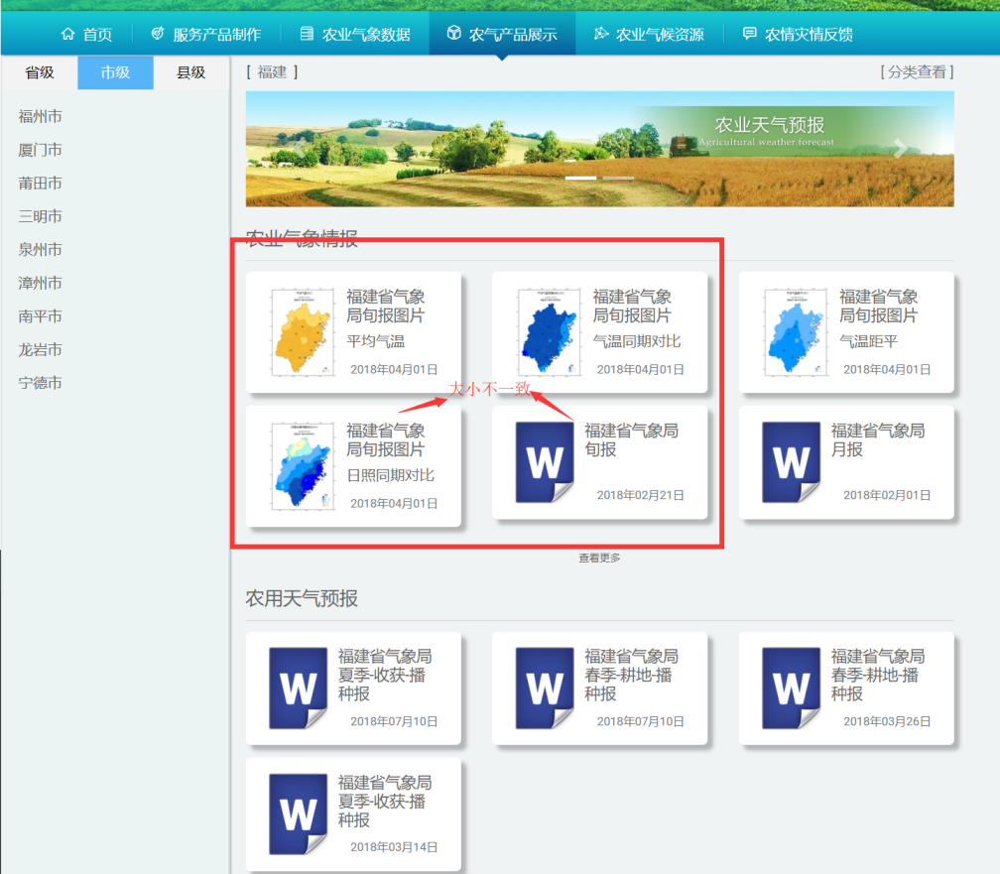 首页
服务产品制作
农业气象数据
农气产品展示
农业气候资源
农情灾情反馈
省级
市级
县级
[ 福建 ]
[ 分类查看 ]
福州市
厦门市
莆田市
三明市
泉州市
漳州市
南平市
龙岩市
宁德市
农业天气预报
Agricultural weather forecast
农业气象情报
福建省气象
局旬报图片
平均气温
2018年04月01日
福建省气象
局旬报图片
气温同期对比
2018年04月01日
福建省气象
局旬报图片
气温距平
2018年04月01日
大小不一致
福建省气象
局旬报图片
日照同期对比
2018年04月01日
W
福建省气象局
旬报
2018年02月21日
W
福建省气象局
月报
2018年02月01日
查看更多
农用天气预报
W
福建省气象局
夏季-收获-播
种报
2018年07月10日
W
福建省气象局
春季-耕地-播
种报
2018年07月10日
W
福建省气象局
春季-耕地-播
种报
2018年03月26日
W
福建省气象局
夏季-收获-播
种报
2018年03月14日